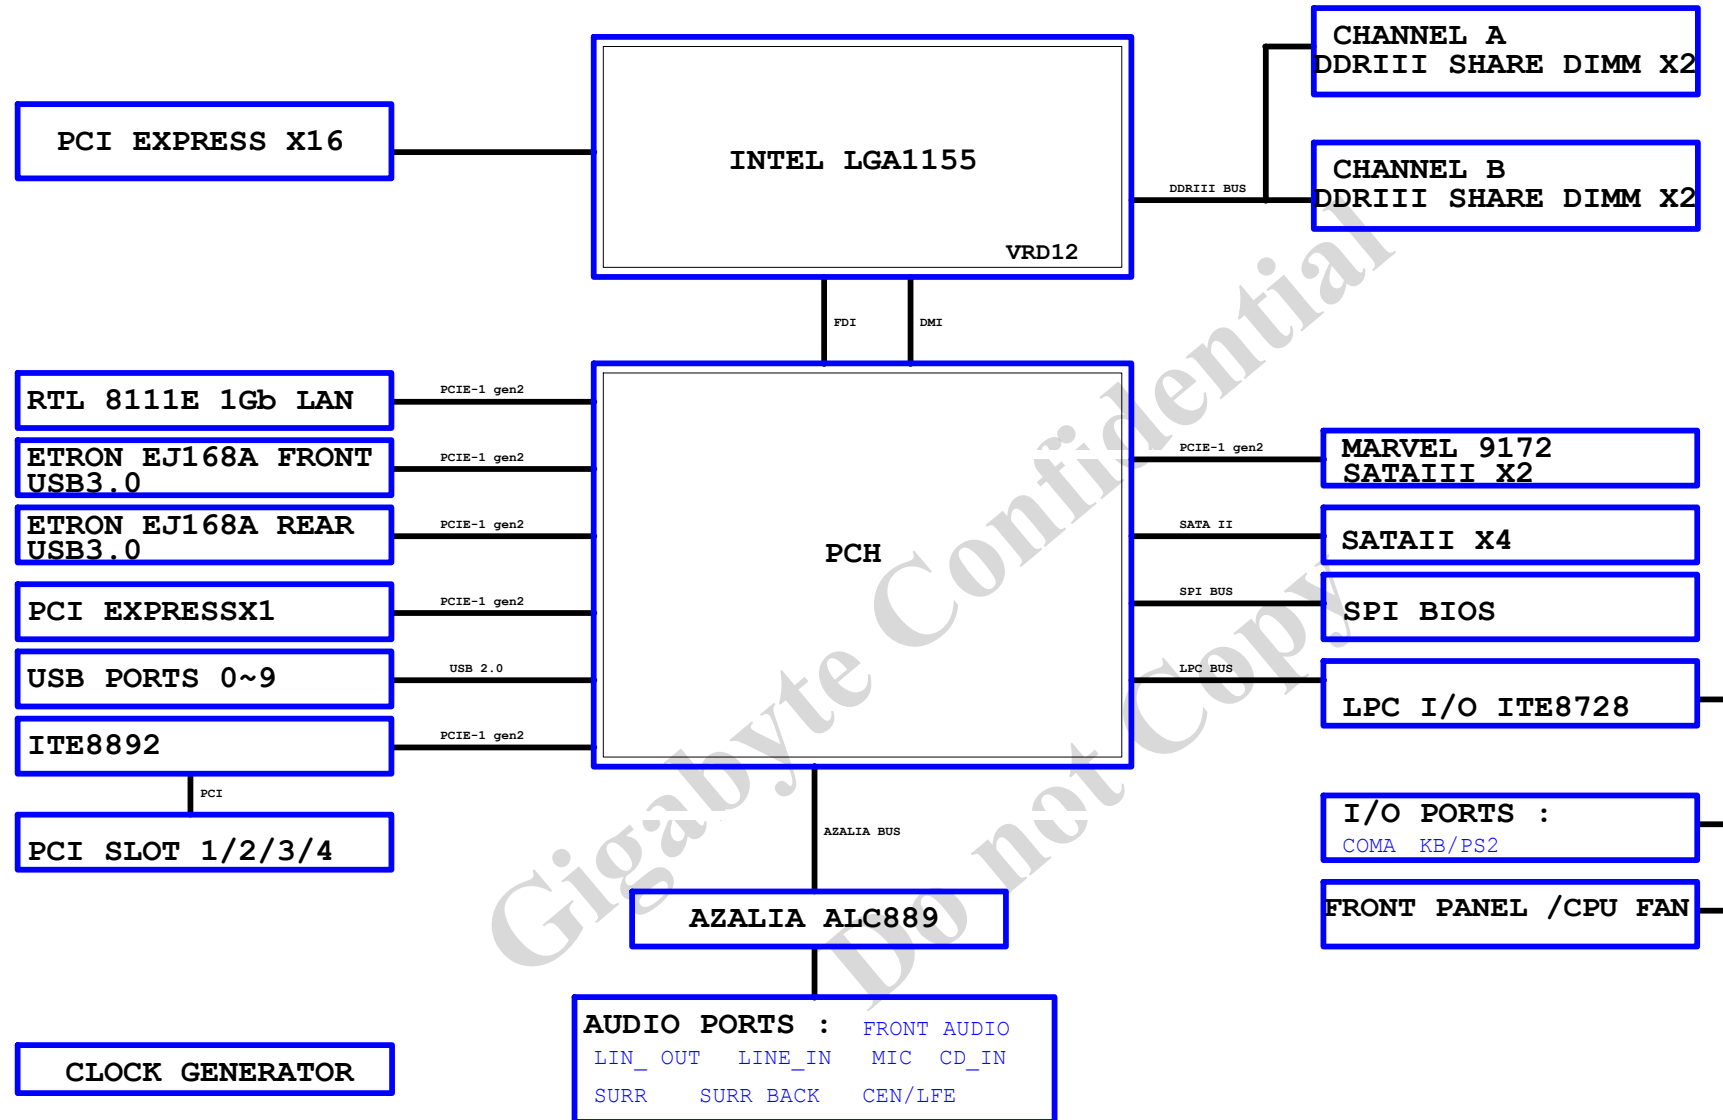 CHANNEL A
DDRIII SHARE DIMM X2
PCI EXPRESS X16
INTEL LGA1155
CHANNEL B
DDRIII SHARE DIMM X2
DDRIII BUS
VRD12
FDI
DMI
RTL 8111E 1Gb LAN
PCIE-1 gen2
ETRON EJ168A FRONT
USB3.0
PCIE-1 gen2
ETRON EJ168A REAR
USB3.0
PCIE-1 gen2
PCI EXPRESSX1
PCIE-1 gen2
USB PORTS 0~9
USB 2.0
ITE8892
PCIE-1 gen2
PCI
PCI SLOT 1/2/3/4
PCH
PCIE-1 gen2
MARVEL 9172
SATAIII X2
SATA II
SATAII X4
SPI BUS
SPI BIOS
LPC BUS
LPC I/O ITE8728
I/O PORTS :
COMA KB/PS2
FRONT PANEL /CPU FAN
AZALIA BUS
AZALIA ALC889
AUDIO PORTS : FRONT AUDIO
LIN_ OUT LINE_IN MIC CD_IN
SURR SURR BACK CEN/LFE
CLOCK GENERATOR
Gigabyte Confidential
Do not Copy